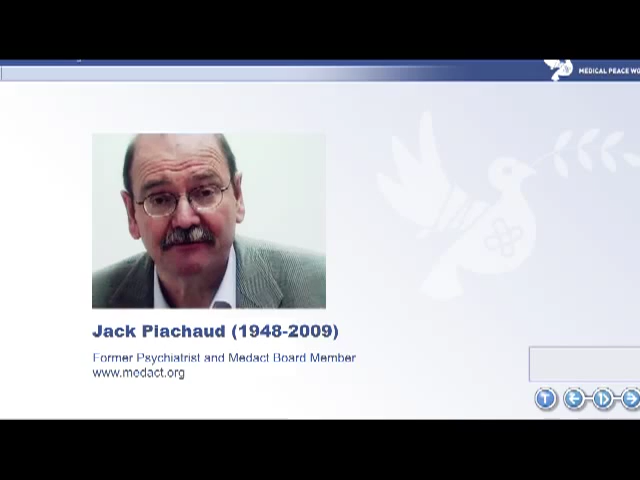 MEDICAL PEACE WO
Jack Piachaud (1948-2009)
Former Psychiatrist and Medact Board Member
www.medact.org
T